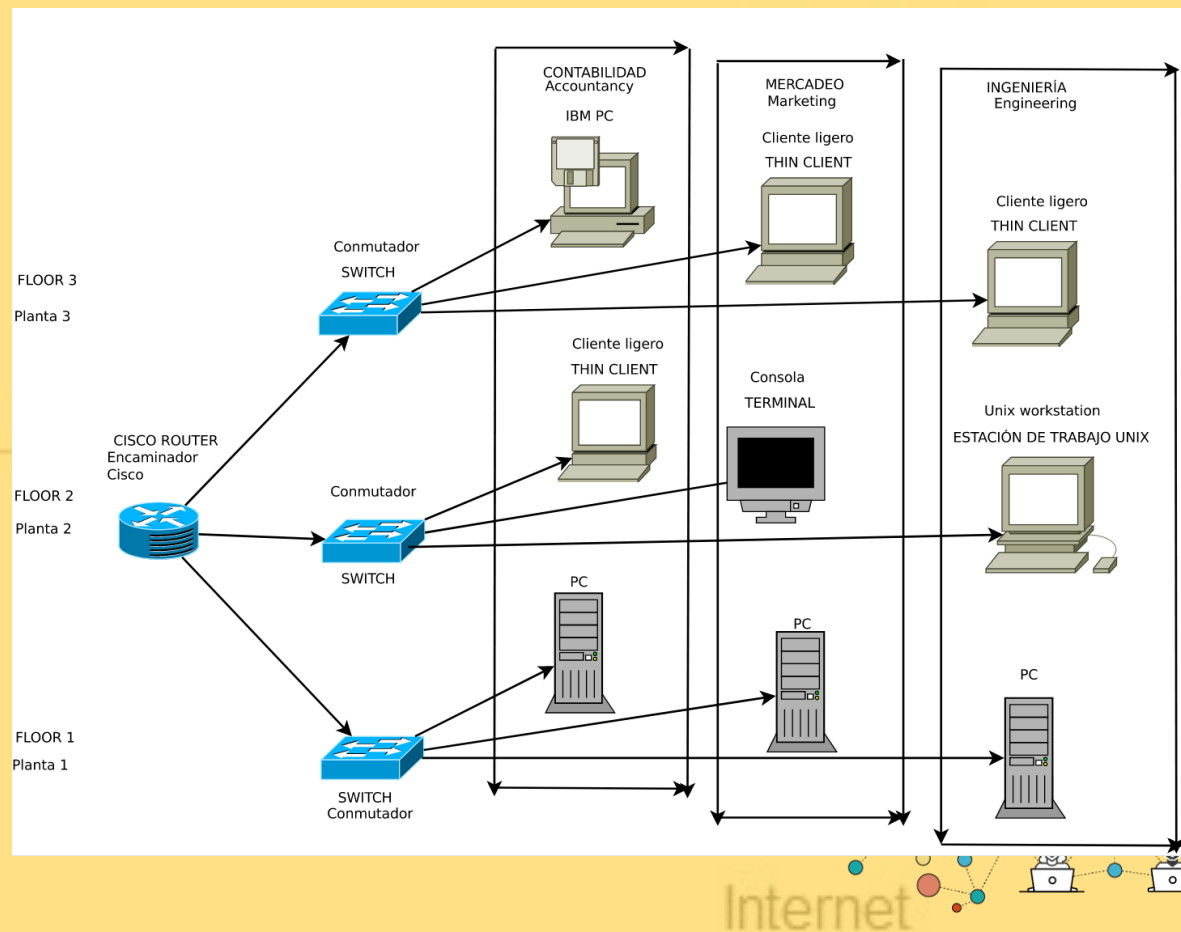 CONTABILIDAD
Accountancy
IBM PC
MERCADEO
Marketing
Cliente ligero
THIN CLIENT
INGENIERÍA
Engineering
Cliente ligero
THIN CLIENT
Conmutador
SWITCH
FLOOR 3
Planta 3
Cliente ligero
THIN CLIENT
Consola
TERMINAL
Unix workstation
ESTACIÓN DE TRABAJO UNIX
CISCO ROUTER
Encaminador
Cisco
FLOOR 2
Planta 2
Conmutador
SWITCH
PC
PC
PC
FLOOR 1
Planta 1
SWITCH
Conmutador
Internet